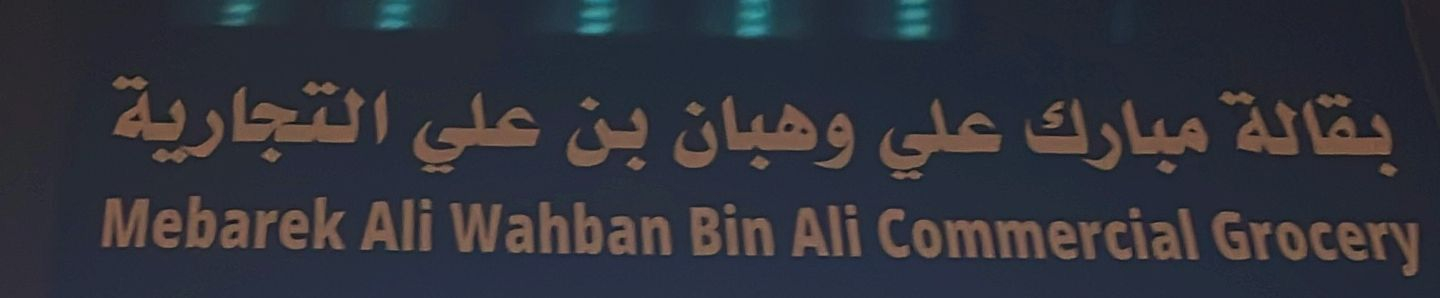 بقالة مبارك علي وهبان بن علي التجارية
Mebarek Ali Wahban Bin Ali Commercial Grocery